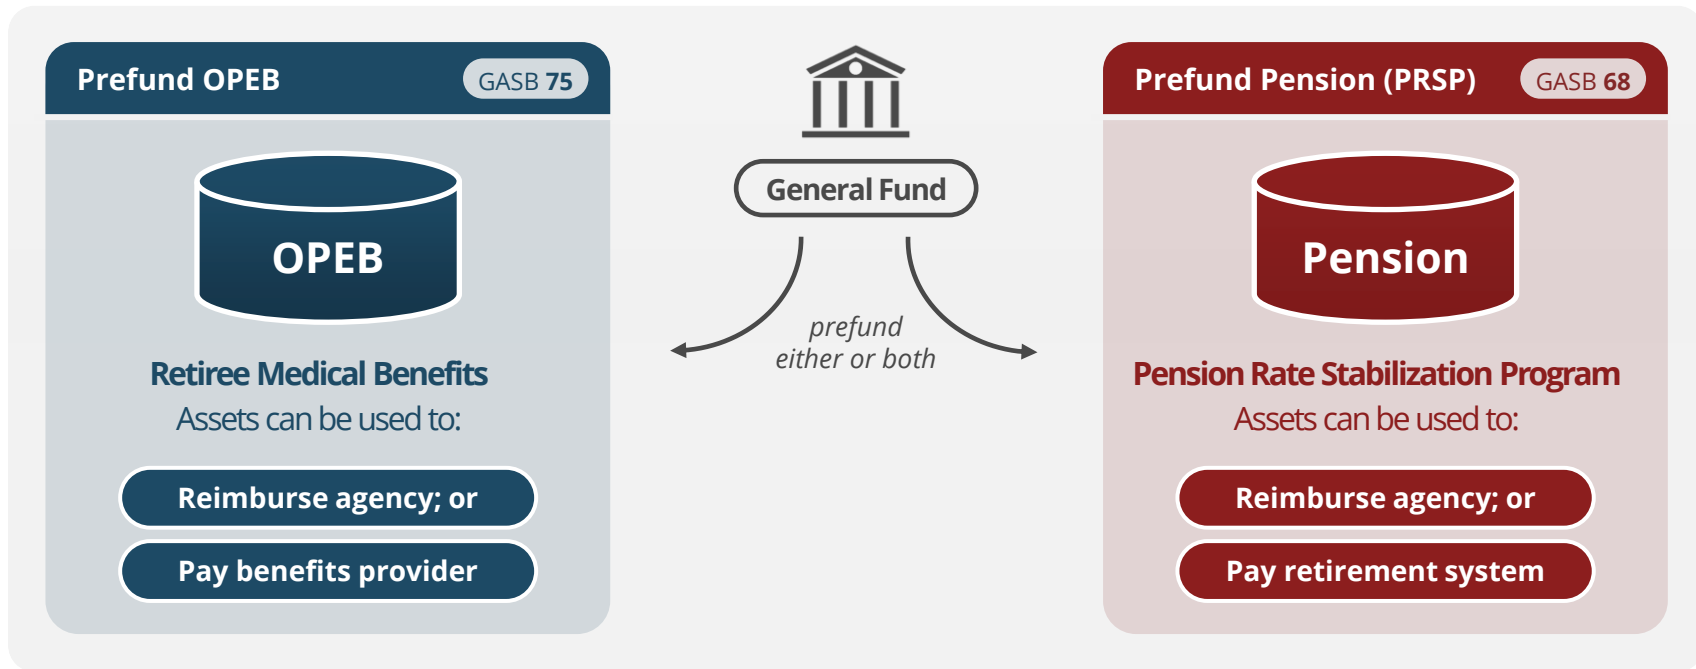 Prefund OPEB
GASB 75
OPEB
Retiree Medical Benefits
Assets can be used to:
Reimburse agency; or
Pay benefits provider
General Fund
prefund
either or both
Prefund Pension (PRSP)
GASB 68
Pension
Pension Rate Stabilization Program
Assets can be used to:
Reimburse agency; or
Pay retirement system